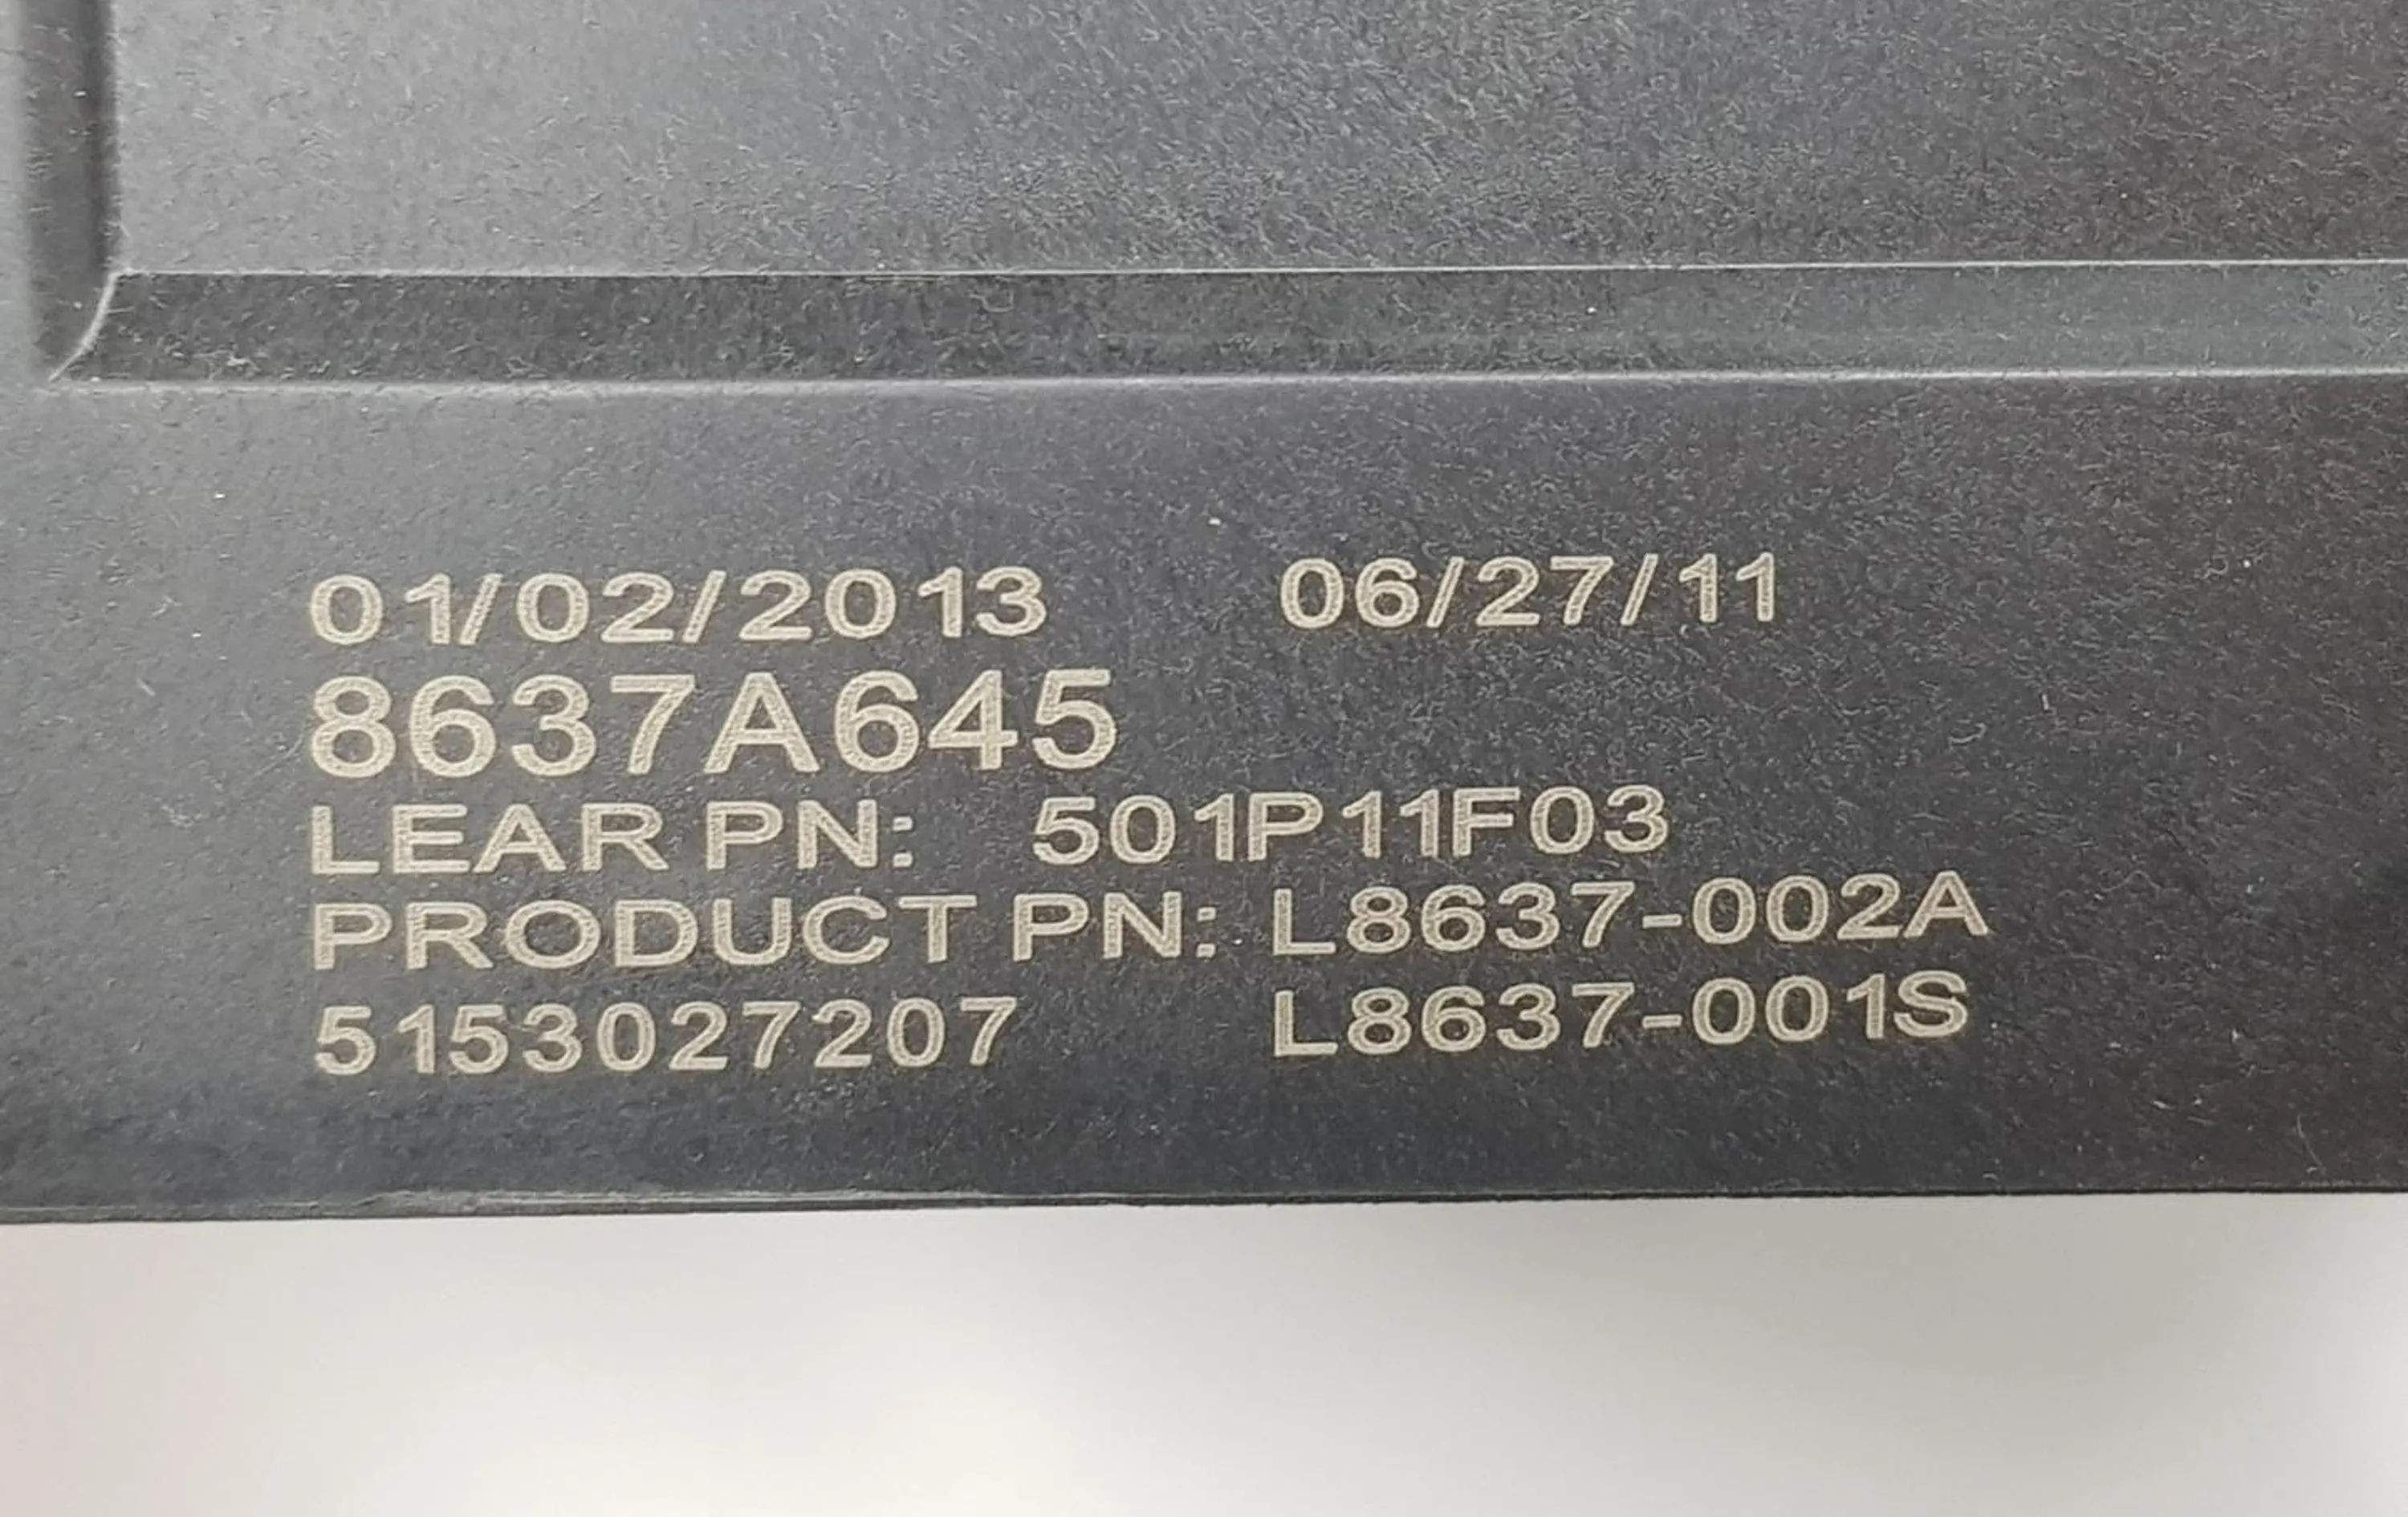 01/02/2013 06/27/11
8637A645
LEAR PN: 501P11F03
PRODUCT PN: L8637-002A
5153027207 L8637-001S